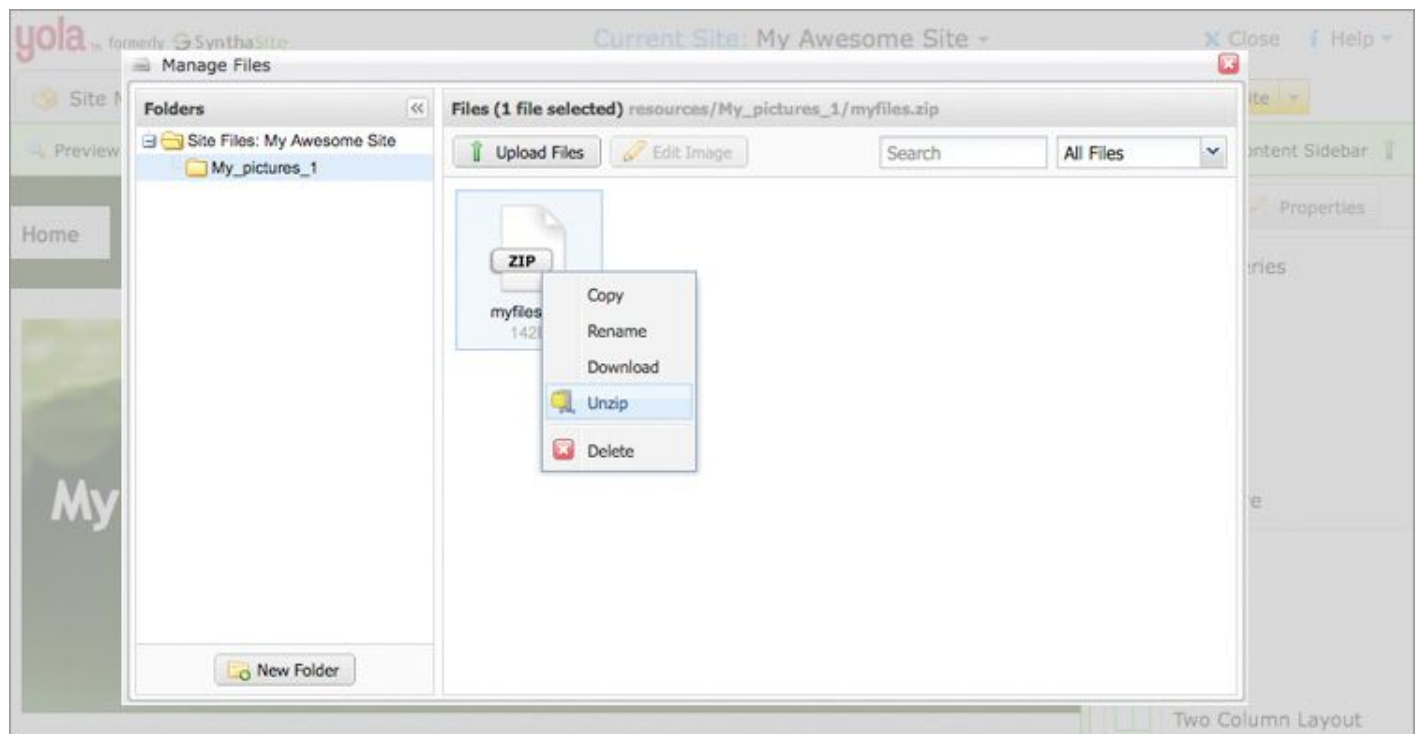 yola formerly SynthaSite
Current Site: My Awesome Site
Close
Help
Manage Files
Site
Folders
Files (1 file selected) resources/My_pictures_1/myfiles.zip
Preview
Site Files: My Awesome Site
My_pictures_1
Upload Files
Edit Image
Search
All Files
Sidebar
Properties
Home
ZIP
myfiles
Copy
Rename
Download
Unzip
Delete
My
New Folder
Two Column Layout